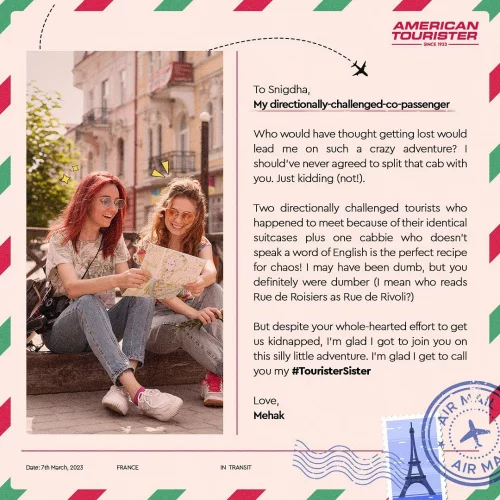 AMERICAN
TOURISTER
SINCE 1933
To Snigdha,
My directionally-challenged-co-passenger
Who would have thought getting lost would
lead me on such a crazy adventure? I
should've never agreed to split that cab with
you. Just kidding (not!).
Two directionally challenged tourists who
happened to meet because of their identical
suitcases plus one cabbie who doesn't
speak a word of English is the perfect recipe
for chaos! I may have been dumb, but you
definitely were dumber (I mean who reads
Rue de Roisiers as Rue de Rivoli?)
But despite your whole-hearted effort to get
us kidnapped, I'm glad I got to join you on
this silly little adventure. I'm glad I get to call
you my #TouristerSister
Love,
Mehak
AIR MAIL
AIR MA
Date: 7th March, 2023
FRANCE
IN TRANSIT